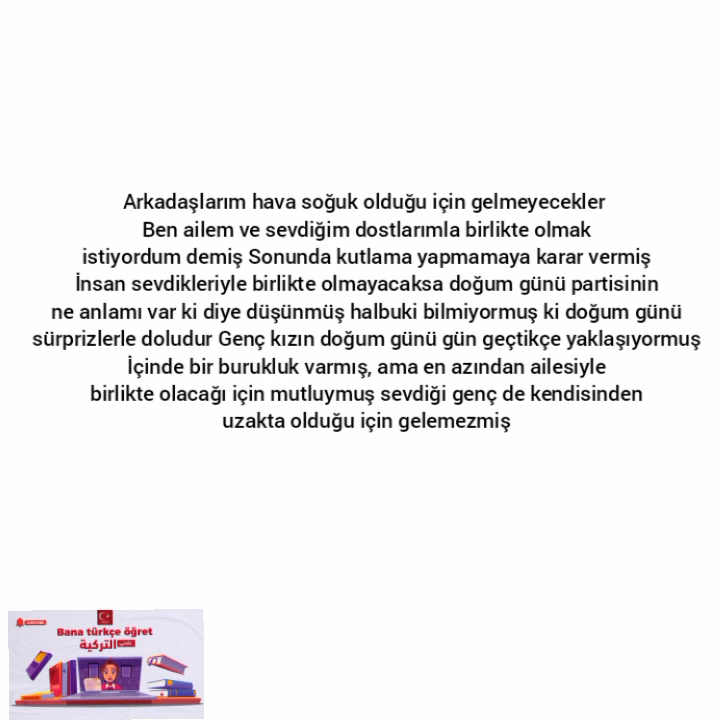 Arkadaşlarım hava soğuk olduğu için gelmeyecekler
Ben ailem ve sevdiğim dostlarımla birlikte olmak
istiyordum demiş Sonunda kutlama yapmamaya karar vermiş
İnsan sevdikleriyle birlikte olmayacaksa doğum günü partisinin
ne anlamı var ki diye düşünmüş halbuki bilmiyormuş ki doğum günü
sürprizlerle doludur Genç kızın doğum günü gün geçtikçe yaklaşıyormuş
İçinde bir burukluk varmış, ama en azından ailesiyle
birlikte olacağı için mutluymuş sevdiği genç de kendisinden
uzakta olduğu için gelemezmiş
Bana türkçe öğret
التركية